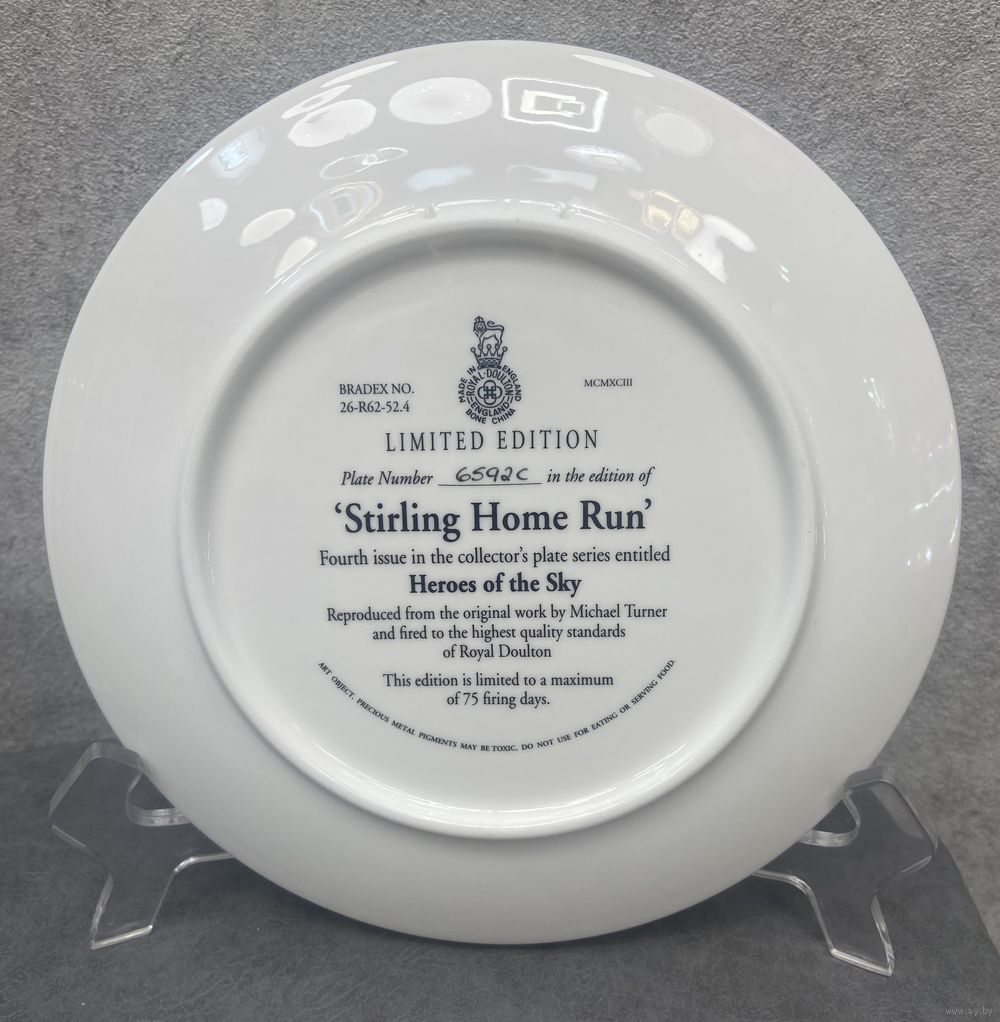 MADE IN ENGLAND
ROYAL·DOULTON
ENGLAND
BONE CHINA
BRADEX NO.
26-R62-52.4
MCMXCIII
LIMITED EDITION
Plate Number 6592C in the edition of
‘Stirling Home Run’
Fourth issue in the collector’s plate series entitled
Heroes of the Sky
Reproduced from the original work by Michael Turner
and fired to the highest quality standards
of Royal Doulton
This edition is limited to a maximum
of 75 firing days.
ART OBJECT. PRECIOUS METAL PIGMENTS MAY BE TOXIC. DO NOT USE FOR EATING OR SERVING FOOD.
www.ay.by